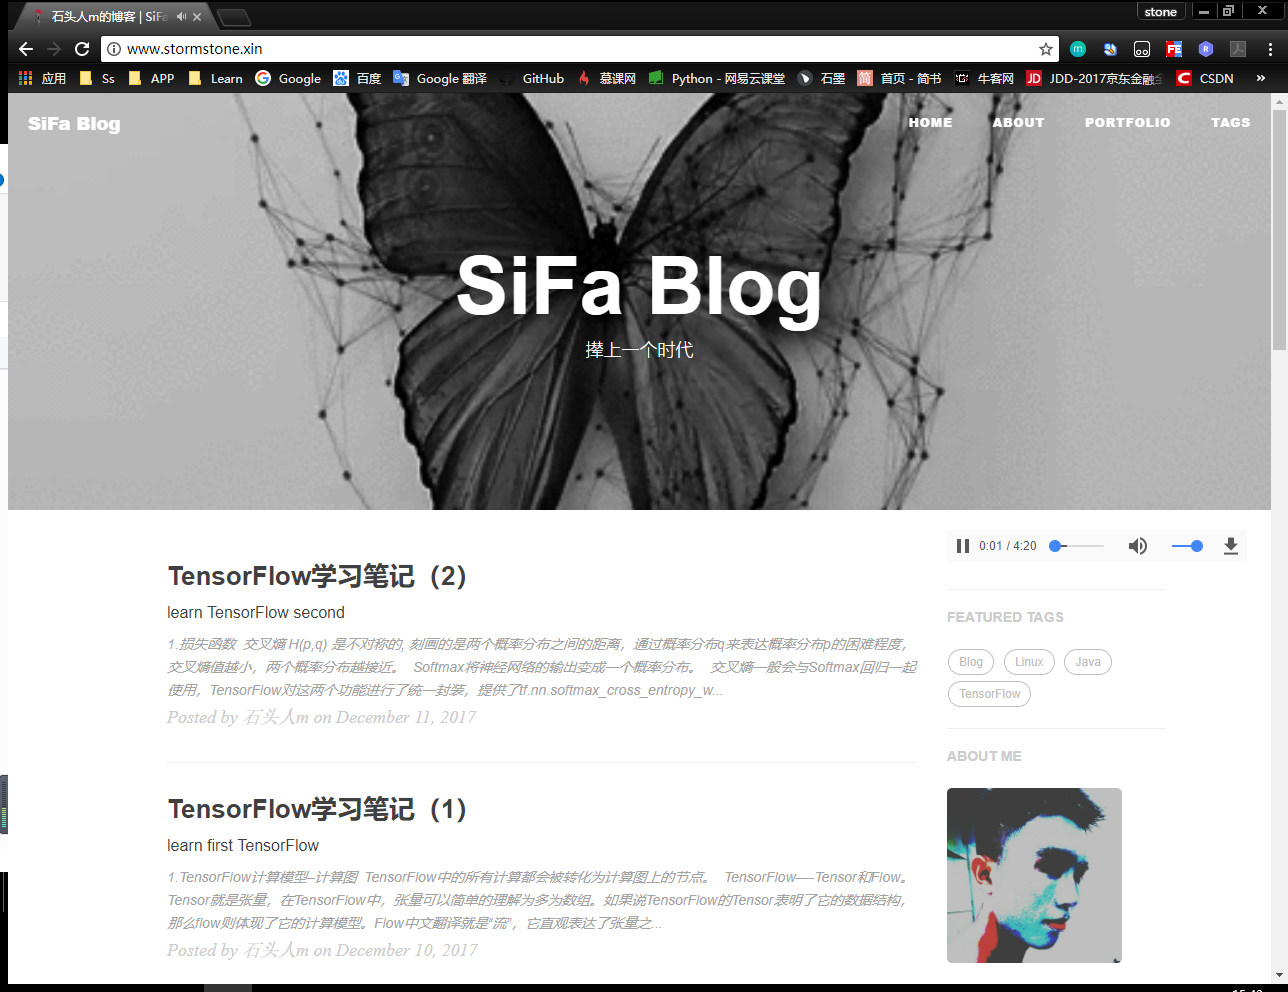 石头人m的博客 | SiFa
stone
www.stormstone.xin
应用 Ss APP Learn Google 百度 Google 翻译 GitHub 慕课网 Python - 网易云课堂 石墨 首页 - 简书 牛客网 JDD-2017京东金融全 CSDN »
SiFa Blog
HOME ABOUT PORTFOLIO TAGS
SiFa Blog
撵上一个时代
0:01 / 4:20
TensorFlow学习笔记（2）
learn TensorFlow second
1.损失函数 交叉熵 H(p,q) 是不对称的, 刻画的是两个概率分布之间的距离，通过概率分布q来表达概率分布p的困难程度，
交叉熵值越小，两个概率分布越接近。 Softmax将神经网络的输出变成一个概率分布。 交叉熵一般会与Softmax回归一起
使用，TensorFlow对这两个功能进行了统一封装，提供了tf.nn.softmax_cross_entropy_w...
Posted by 石头人m on December 11, 2017
FEATURED TAGS
Blog Linux Java
TensorFlow
ABOUT ME
TensorFlow学习笔记（1）
learn first TensorFlow
1.TensorFlow计算模型–计算图 TensorFlow中的所有计算都会被转化为计算图上的节点。 TensorFlow—-Tensor和Flow。
Tensor就是张量，在TensorFlow中，张量可以简单的理解为多为数组。如果说TensorFlow的Tensor表明了它的数据结构，
那么flow则体现了它的计算模型。Flow中文翻译就是“流”，它直观表达了张量之...
Posted by 石头人m on December 10, 2017